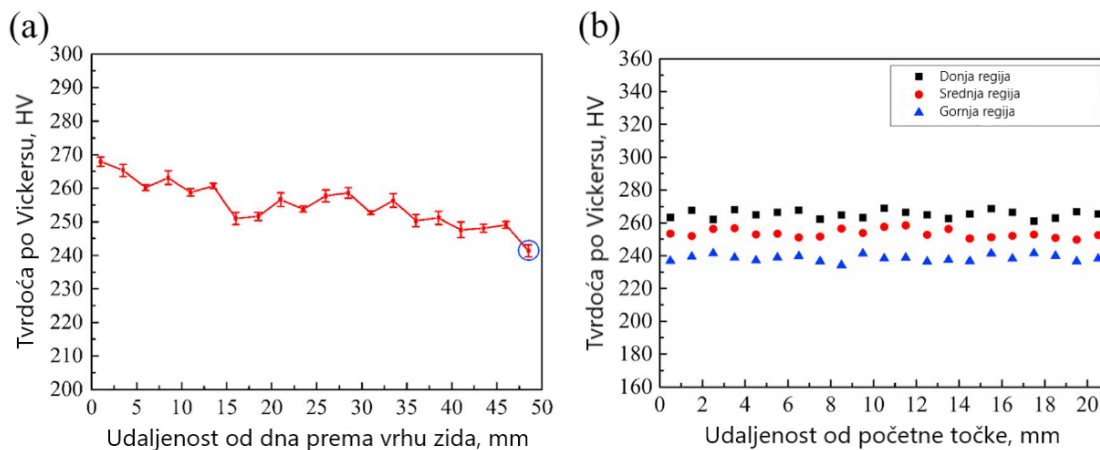 (a)
300
290
280
270
260
250
240
230
220
210
200
0 5 10 15 20 25 30 35 40 45 50
Tvrdoća po Vickersu, HV
Udaljenost od dna prema vrhu zida, mm
(b)
360
340
320
300
280
260
240
220
200
180
160
0 2 4 6 8 10 12 14 16 18 20
Tvrdoća po Vickersu, HV
Udaljenost od početne točke, mm
Donja regija
Srednja regija
Gornja regija